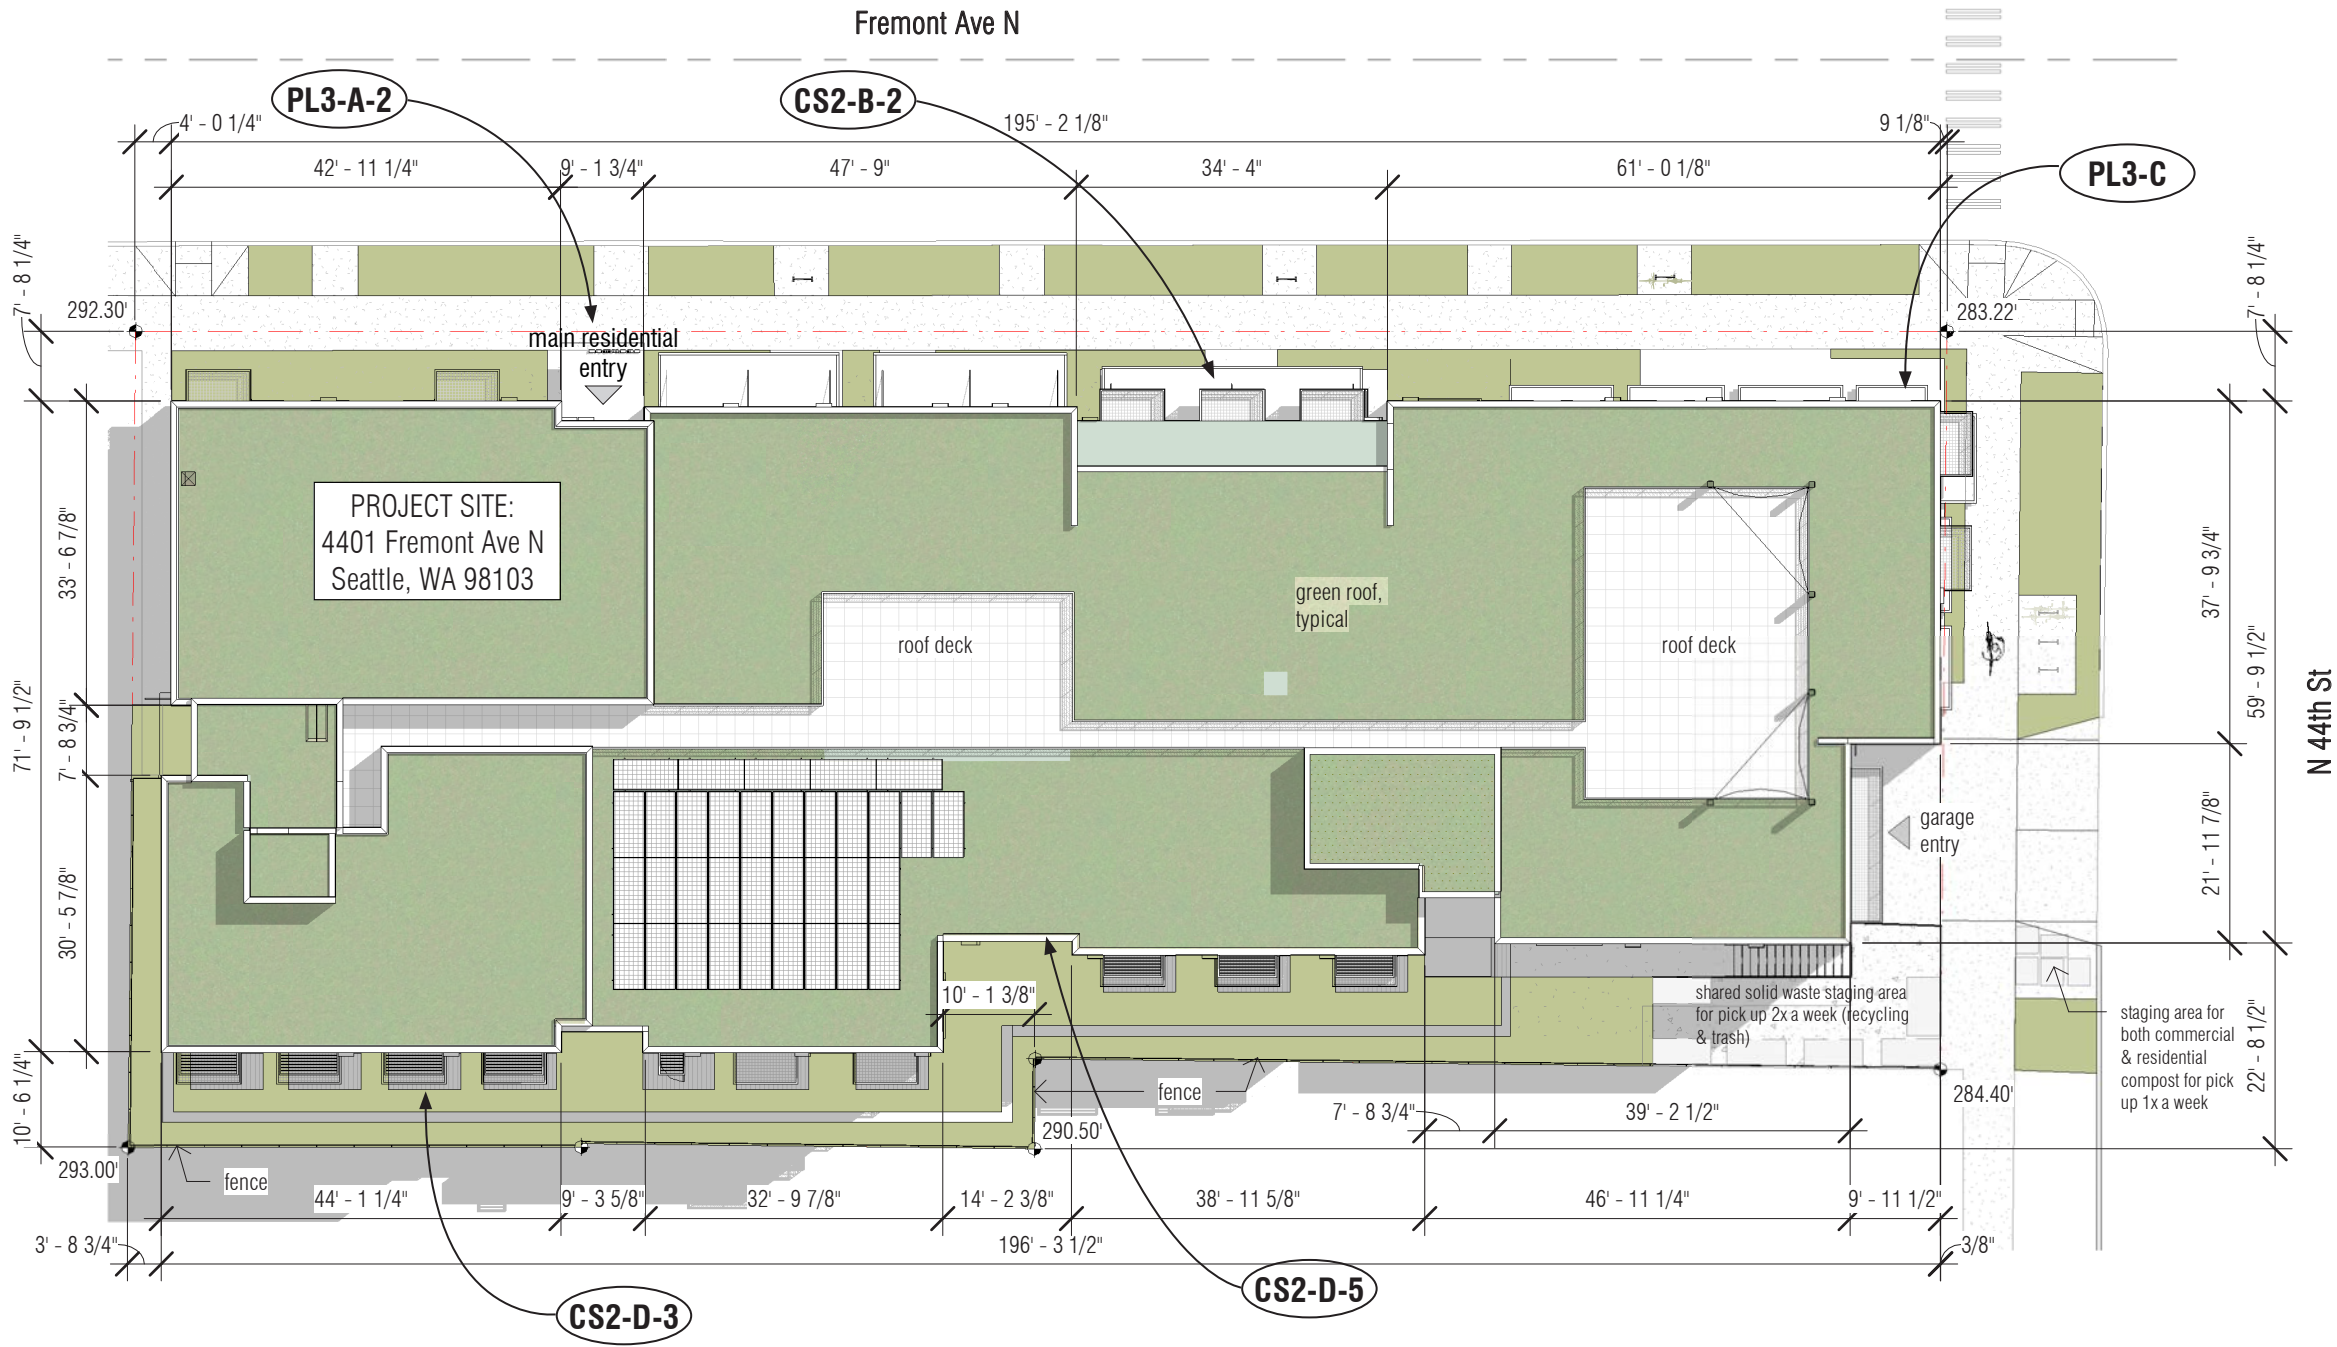 Fremont Ave N
PL3-A-2
CS2-B-2
4' - 0 1/4"
195' - 2 1/8"
9 1/8"
42' - 11 1/4"
9' - 1 3/4"
47' - 9"
34' - 4"
61' - 0 1/8"
PL3-C
7' - 8 1/4"
7' - 8 1/4"
292.30'
283.22'
main residential
entry
PROJECT SITE:
4401 Fremont Ave N
Seattle, WA 98103
33' - 6 7/8"
37' - 9 3/4"
green roof,
typical
roof deck
roof deck
71' - 9 1/2"
7' - 8 3/4"
59' - 9 1/2"
N 44th St
garage
entry
30' - 5 7/8"
21' - 11 7/8"
10' - 1 3/8"
shared solid waste staging area
for pick up 2x a week (recycling
& trash)
staging area for
both commercial
& residential
compost for pick
up 1x a week
10' - 6 1/4"
22' - 8 1/2"
fence
284.40'
7' - 8 3/4"
39' - 2 1/2"
290.50'
293.00'
fence
44' - 1 1/4"
9' - 3 5/8"
32' - 9 7/8"
14' - 2 3/8"
38' - 11 5/8"
46' - 11 1/4"
9' - 11 1/2"
3' - 8 3/4"
196' - 3 1/2"
3/8"
CS2-D-3
CS2-D-5